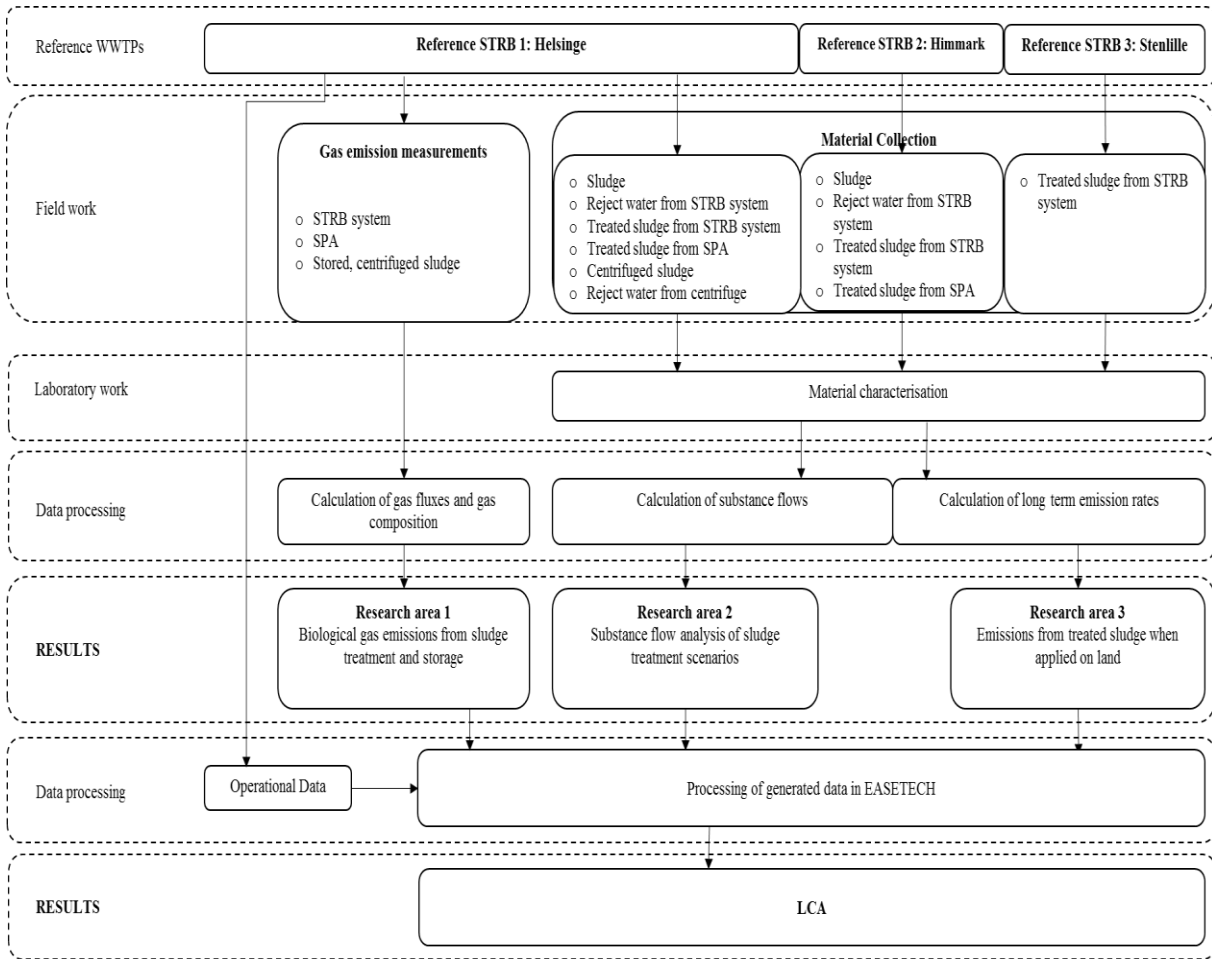 Reference WWTPs
Reference STRB 1: Helsinge
Reference STRB 2: Himmark
Reference STRB 3: Stenlille
Field work
Gas emission measurements
o STRB system
o SPA
o Stored, centrifuged sludge
Material Collection
o Sludge
o Reject water from STRB system
o Treated sludge from STRB system
o Treated sludge from SPA
o Centrifuged sludge
o Reject water from centrifuge
o Sludge
o Reject water from STRB
system
o Treated sludge from STRB
system
o Treated sludge from SPA
o Treated sludge from STRB
system
Laboratory work
Material characterisation
Data processing
Calculation of gas fluxes and gas
composition
Calculation of substance flows
Calculation of long term emission rates
RESULTS
Research area 1
Biological gas emissions from sludge
treatment and storage
Research area 2
Substance flow analysis of sludge
treatment scenarios
Research area 3
Emissions from treated sludge when
applied on land
Data processing
Operational Data
Processing of generated data in EASETECH
RESULTS
LCA